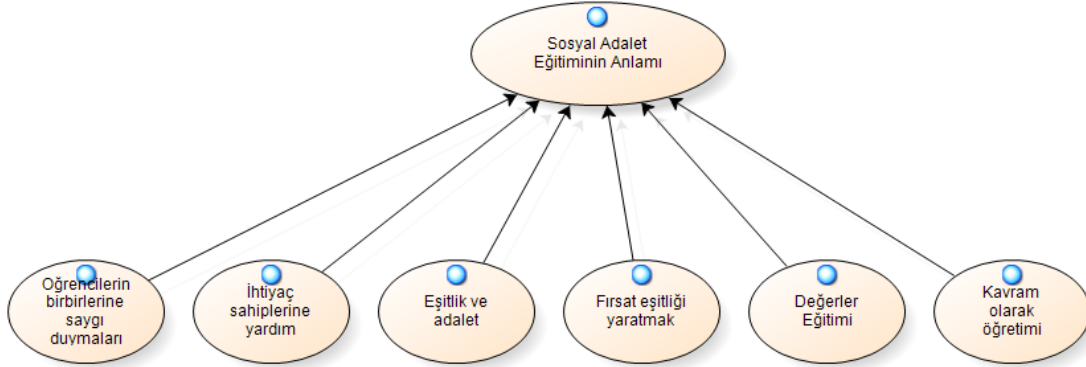 Sosyal Adalet
Eğitiminin Anlamı
Öğrencilerin
birbirlerine
saygı
duymaları
İhtiyaç
sahiplerine
yardım
Eşitlik ve
adalet
Fırsat eşitliği
yaratmak
Değerler
Eğitimi
Kavram
olarak
öğretimi